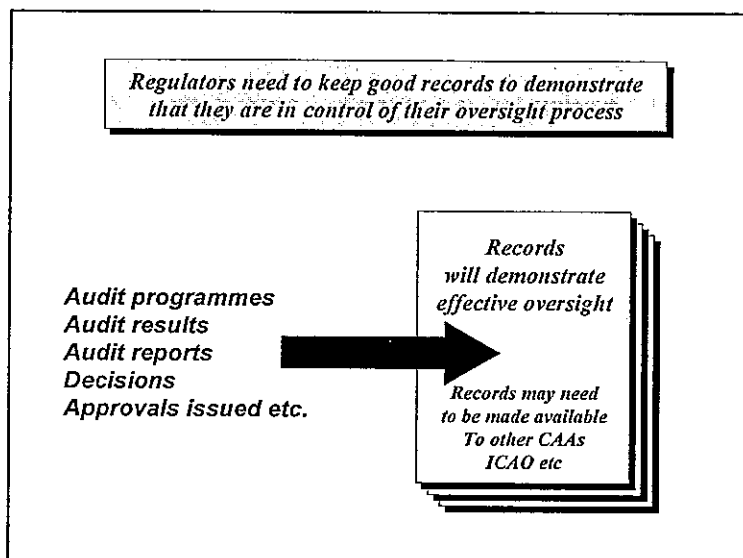 Regulators need to keep good records to demonstrate
that they are in control of their oversight process
Audit programmes
Audit results
Audit reports
Decisions
Approvals issued etc.
Records
will demonstrate
effective oversight
Records may need
to be made available
To other CAAs
ICAO etc